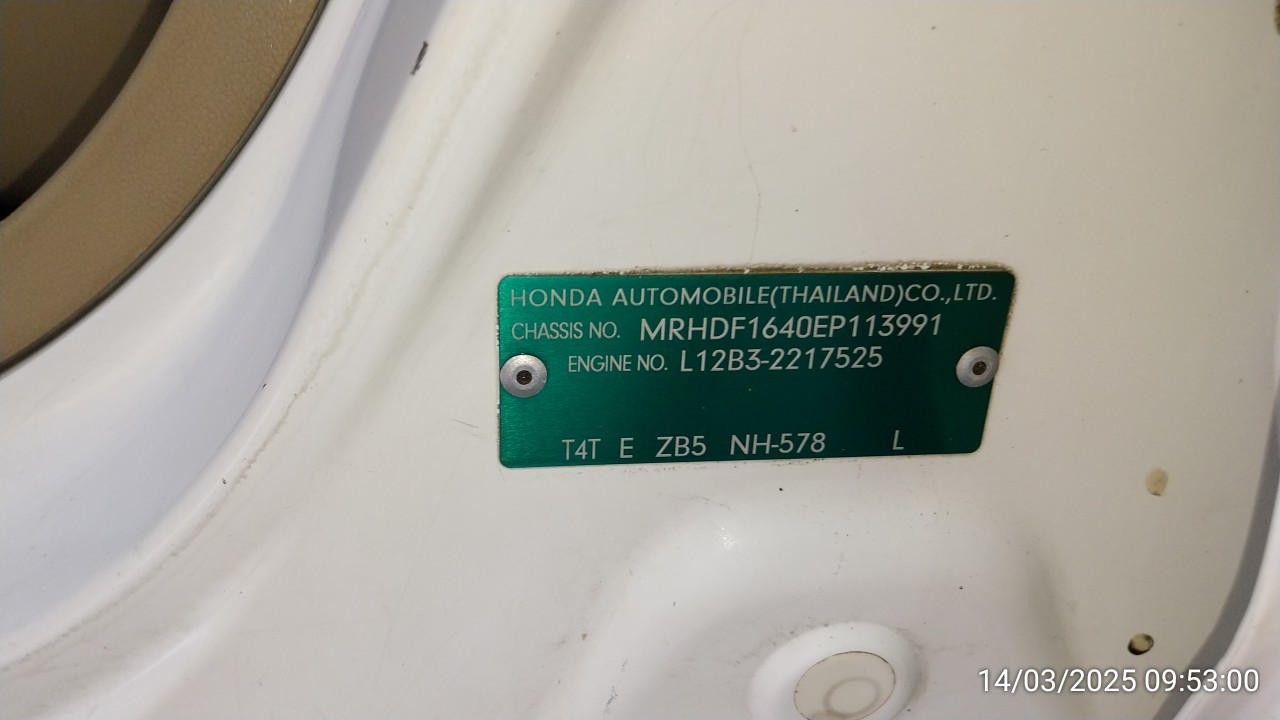 HONDA AUTOMOBILE(THAILAND)CO.,LTD.
CHASSIS NO. MRHDF1640EP113991
ENGINE NO. L12B3-2217525
T4T E ZB5 NH-578 L
14/03/2025 09:53:00